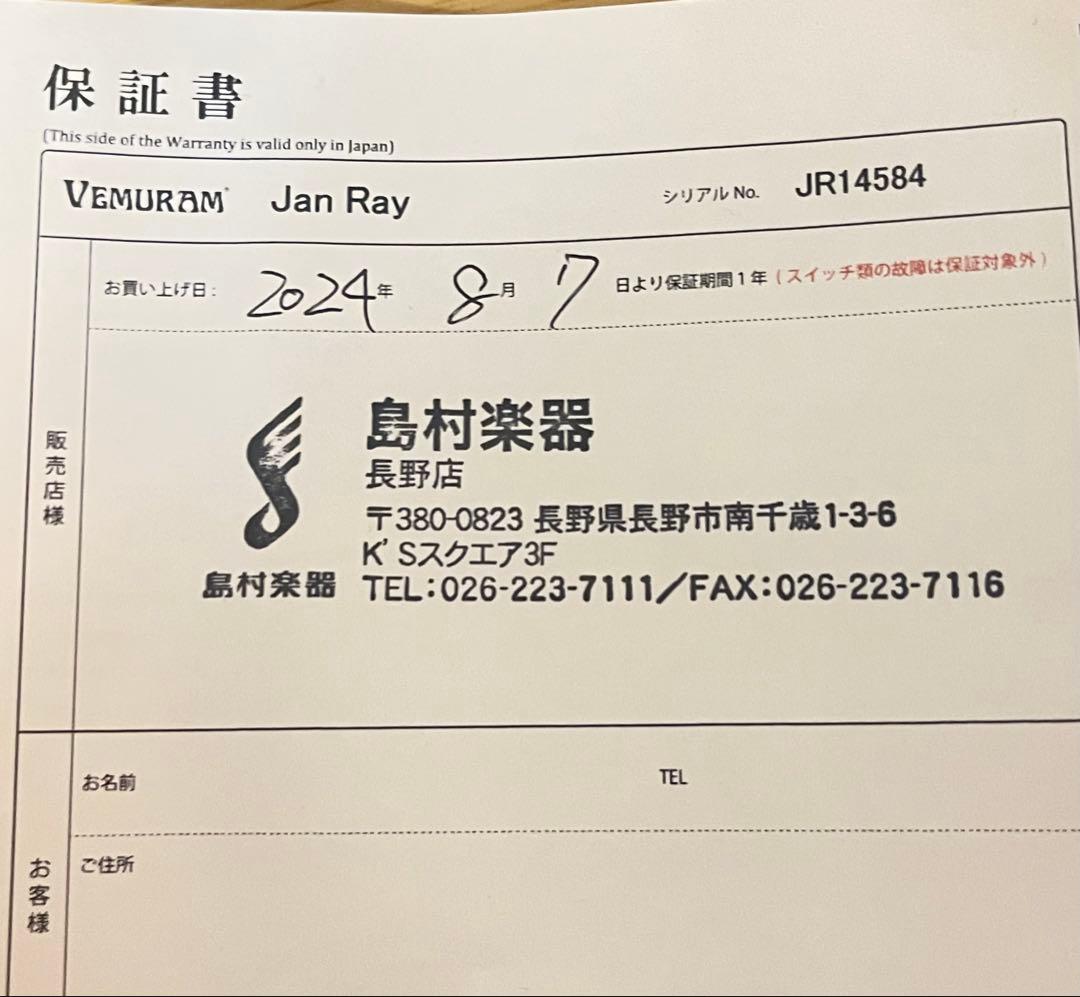 保証書
(This side of the Warranty is valid only in Japan)
VEMURAM Jan Ray シリアル No. JR14584
お買い上げ日: 2024年 8月 7日より保証期間1年(スイッチ類の故障は保証対象外)
販売店様
島村楽器
長野店
〒380-0823 長野県長野市南千歳1-3-6
K'Sスクエア3F
島村楽器 TEL:026-223-7111/FAX:026-223-7116
お客様
お名前 TEL
ご住所